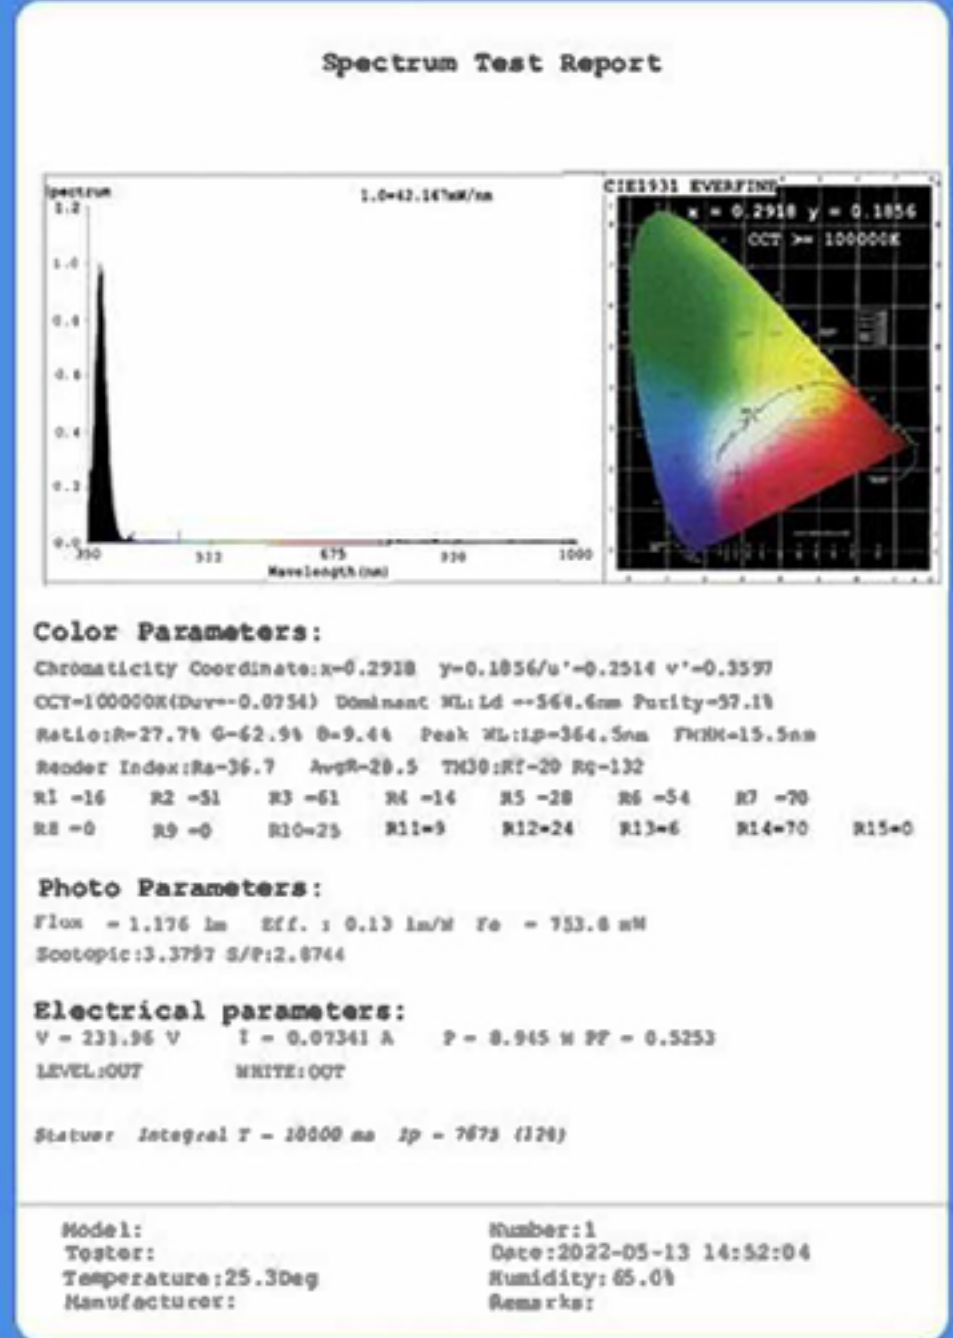 Spectrum Test Report
Spectrum
1.0=42.167mW/nm
1.2
1.0
0.8
0.6
0.4
0.2
0.0
350 512 675 1000
Wavelength(nm)
CIE1931 EVERFINE
x = 0.2918 y = 0.1856
CCT >= 100000K
Color Parameters:
Chromaticity Coordinate:x=0.2918 y=0.1856/u'=0.2514 v'=0.3597
CCT=100000K(Duv=-0.0754) Dominant WL:Ld =-564.6nm Purity=57.1%
Ratio:R=27.7% G=62.9% B=9.4% Peak WL:Lp=364.5nm FWHM=15.5nm
Render Index:Ra=36.7 AvgR=28.5 TM30:Rf=20 Rg=132
R1 =16 R2 =51 R3 =61 R4 =14 R5 =28 R6 =54 R7 =70
R8 =0 R9 =0 R10=25 R11=9 R12=24 R13=6 R14=70 R15=0
Photo Parameters:
Flux = 1.176 lm Eff. : 0.13 lm/W Fe = 753.8 mW
Scotopic:3.3797 S/P:2.8744
Electrical parameters:
V = 231.96 V I = 0.07341 A P = 8.945 W PF = 0.5253
LEVEL:OUT WHITE:OUT
Integral T = 10000 ms Ip = 7675 (12%)
Model:
Number:1
Date:2022-05-13 14:52:04
Temperature:25.3Deg
Humidity:65.0%
Manufacturer:
Remarks: